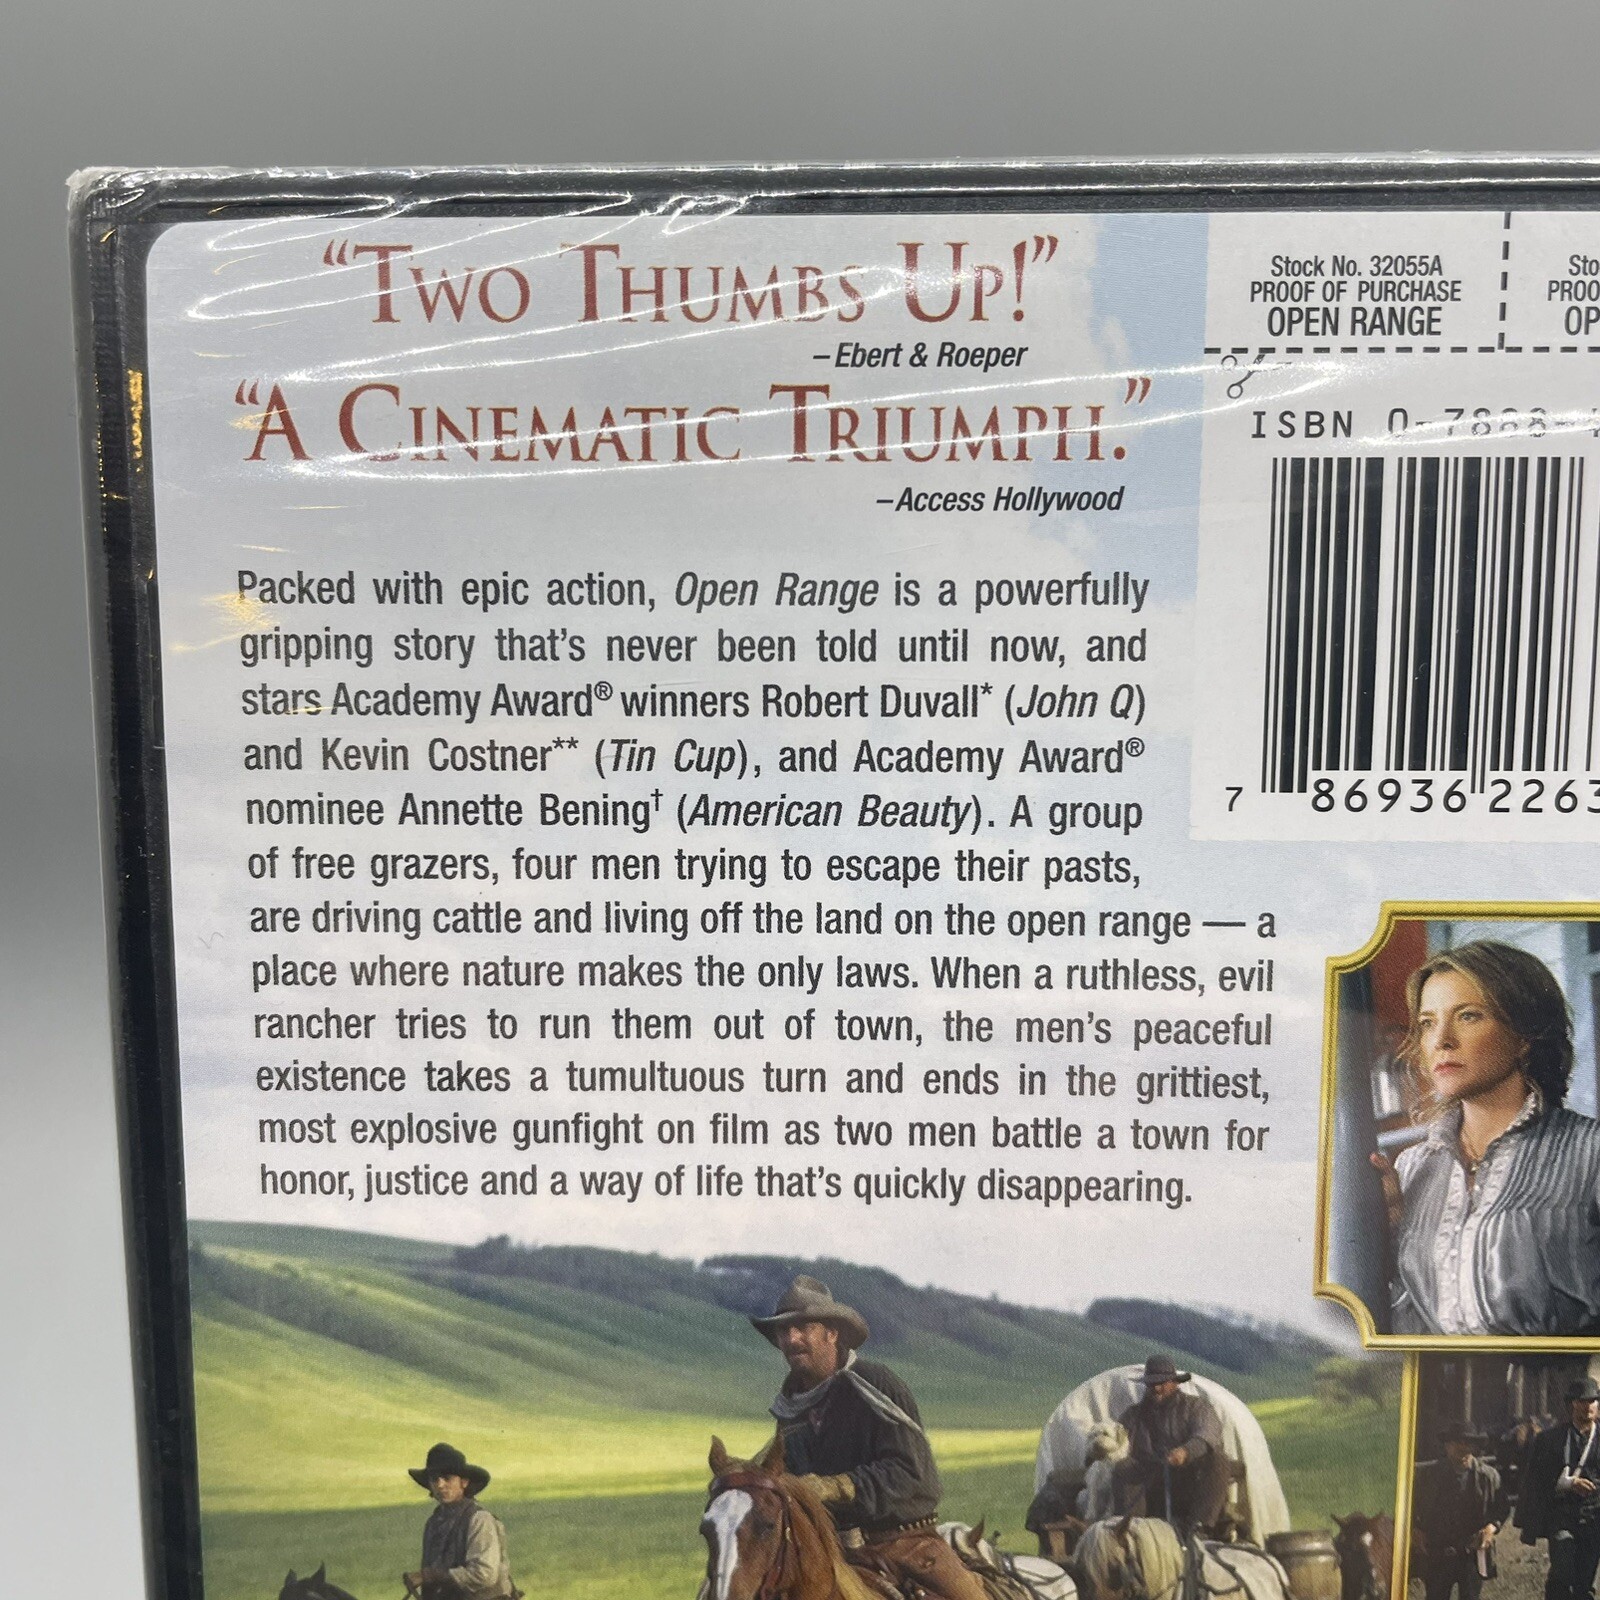 “TWO THUMBS UP!”
–Ebert & Roeper
“A CINEMATIC TRIUMPH.”
–Access Hollywood
Packed with epic action, Open Range is a powerfully
gripping story that's never been told until now, and
stars Academy Award® winners Robert Duvall* (John Q)
and Kevin Costner** (Tin Cup), and Academy Award®
nominee Annette Bening† (American Beauty). A group
of free grazers, four men trying to escape their pasts,
are driving cattle and living off the land on the open range — a
place where nature makes the only laws. When a ruthless, evil
rancher tries to run them out of town, the men's peaceful
existence takes a tumultuous turn and ends in the grittiest,
most explosive gunfight on film as two men battle a town for
honor, justice and a way of life that's quickly disappearing.
Stock No. 32055A
PROOF OF PURCHASE
OPEN RANGE
Sto
PROO
OP
ISBN 0-7888-4
7 86936 2263